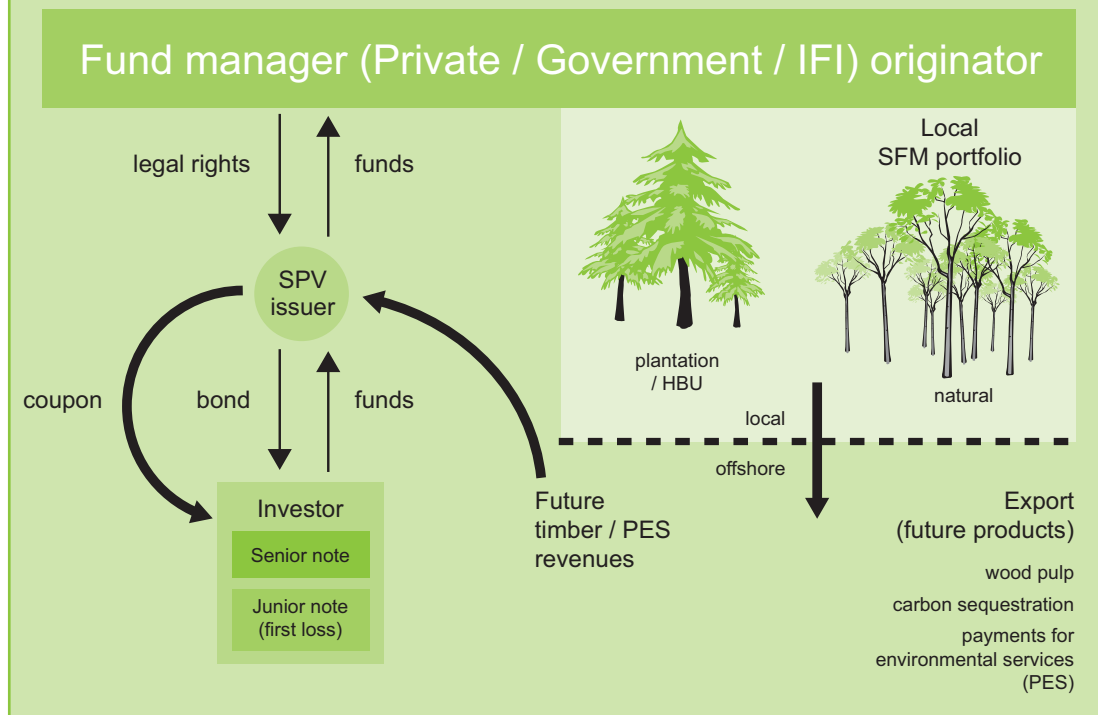 Fund manager (Private / Government / IFI) originator
legal rights
funds
SPV
issuer
coupon
bond
funds
Investor
Senior note
Junior note
(first loss)
Local
SFM portfolio
plantation
/ HBU
natural
local
offshore
Future
timber / PES
revenues
Export
(future products)
wood pulp
carbon sequestration
payments for
environmental services
(PES)